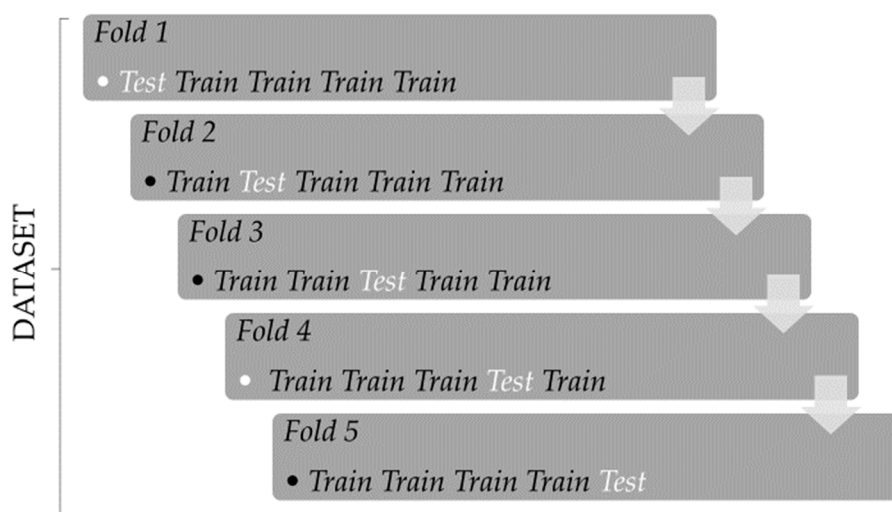 DATASET
Fold 1
• Test Train Train Train Train
Fold 2
• Train Test Train Train Train
Fold 3
• Train Train Test Train Train
Fold 4
• Train Train Train Test Train
Fold 5
• Train Train Train Train Test